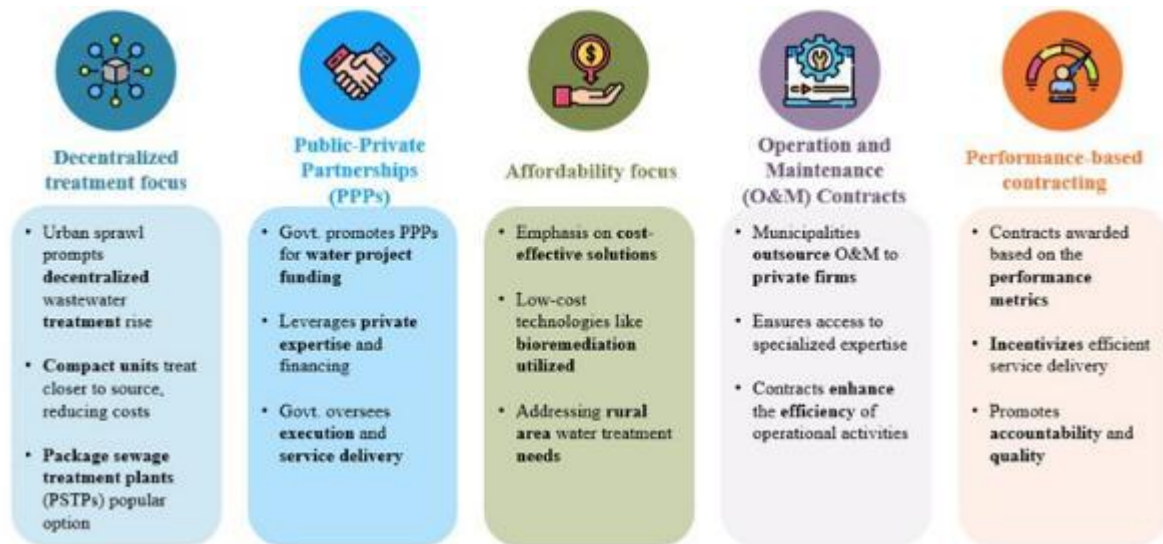 Decentralized
treatment focus
• Urban sprawl
prompts
decentralized
wastewater
treatment rise
• Compact units treat
closer to source,
reducing costs
• Package sewage
treatment plants
(PSTPs) popular
option
Public-Private
Partnerships
(PPPs)
• Govt. promotes PPPs
for water project
funding
• Leverages private
expertise and
financing
• Govt. oversees
execution and
service delivery
Affordability focus
• Emphasis on cost-
effective solutions
• Low-cost
technologies like
bioremediation
utilized
• Addressing rural
area water treatment
needs
Operation and
Maintenance
(O&M) Contracts
• Municipalities
outsource O&M to
private firms
• Ensures access to
specialized expertise
• Contracts enhance
the efficiency of
operational activities
Performance-based
contracting
• Contracts awarded
based on the
performance
metrics
• Incentivizes efficient
service delivery
• Promotes
accountability and
quality